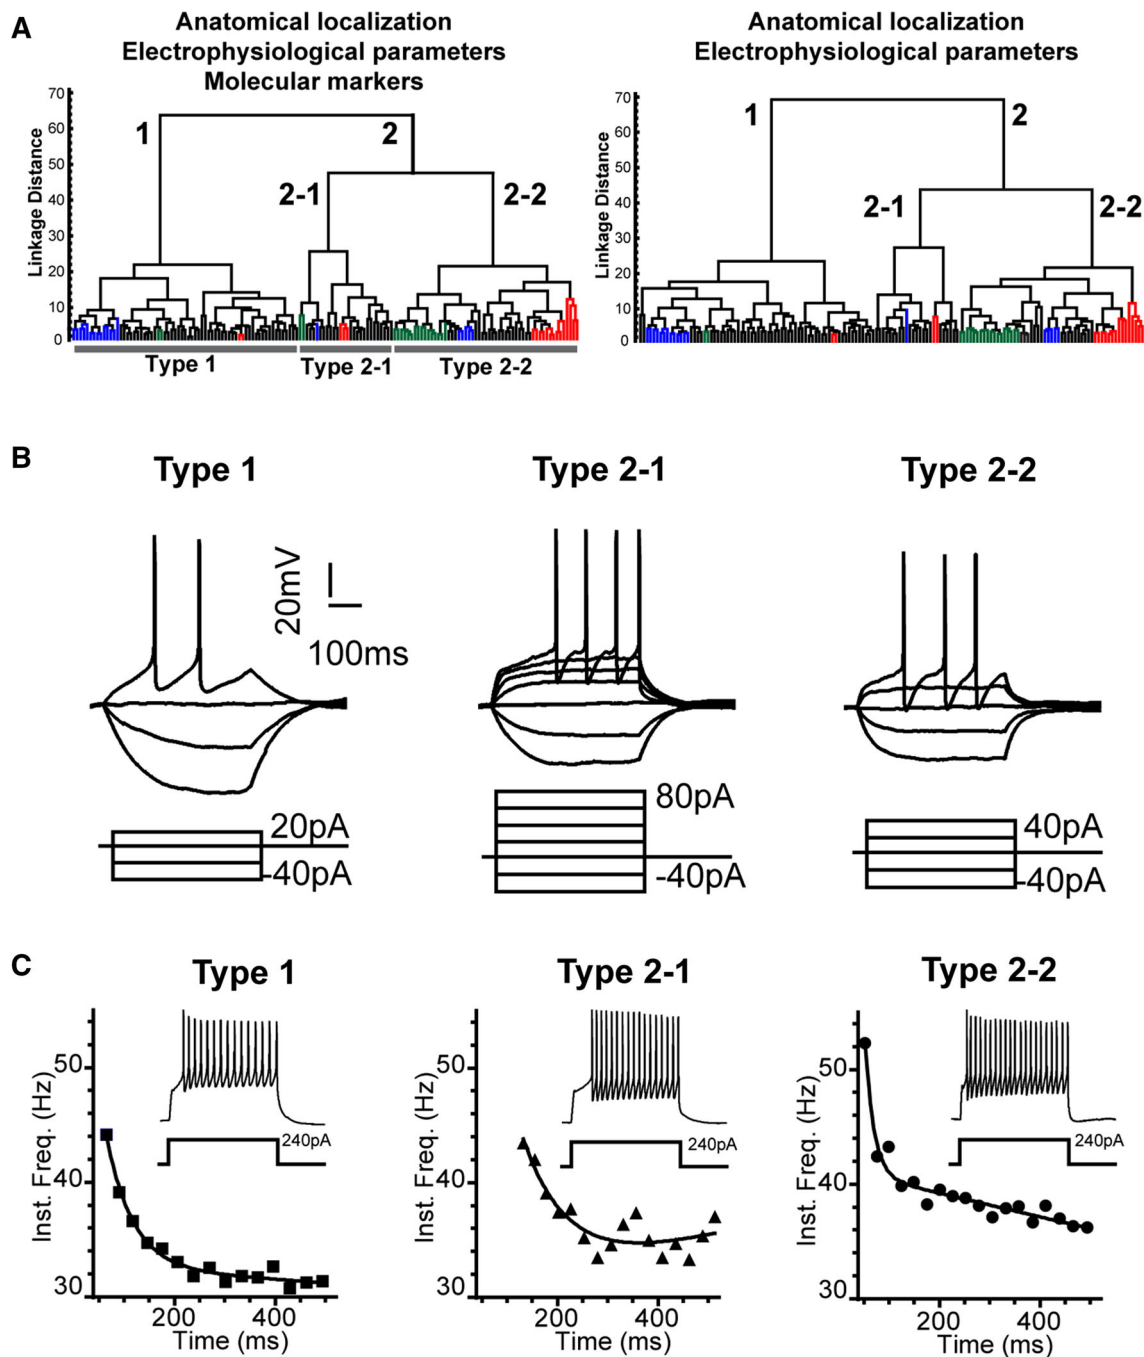 A
Anatomical localization
Electrophysiological parameters
Molecular markers
Linkage Distance
70
60
50
40
30
20
10
0
1
2
2-1
2-2
Type 1
Type 2-1
Type 2-2
Anatomical localization
Electrophysiological parameters
Linkage Distance
70
60
50
40
30
20
10
0
1
2
2-1
2-2
B
Type 1
20mV
100ms
20pA
-40pA
Type 2-1
80pA
-40pA
Type 2-2
40pA
-40pA
C
Type 1
Inst. Freq. (Hz)
50
40
30
240pA
200
400
Time (ms)
Type 2-1
Inst. Freq. (Hz)
50
40
30
240pA
200
400
Time (ms)
Type 2-2
Inst. Freq. (Hz)
50
40
30
240pA
200
400
Time (ms)